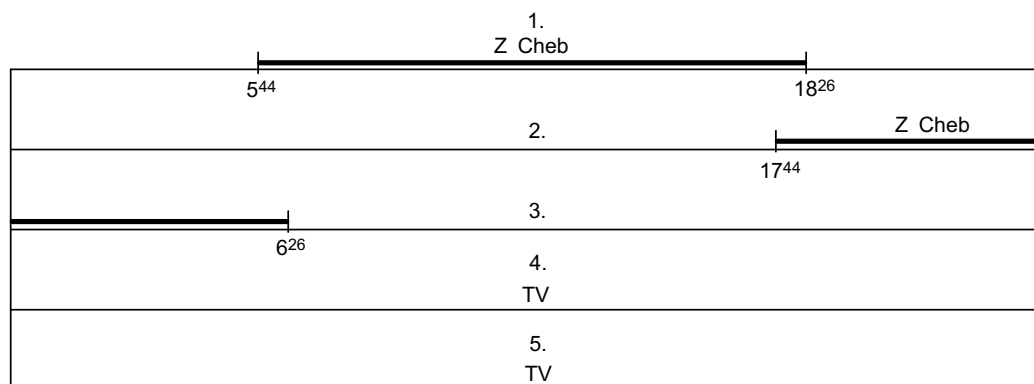 1.
Z Cheb
5⁴⁴ 18²⁶
2. Z Cheb
17⁴⁴
3.
6²⁶
4.
TV
5.
TV